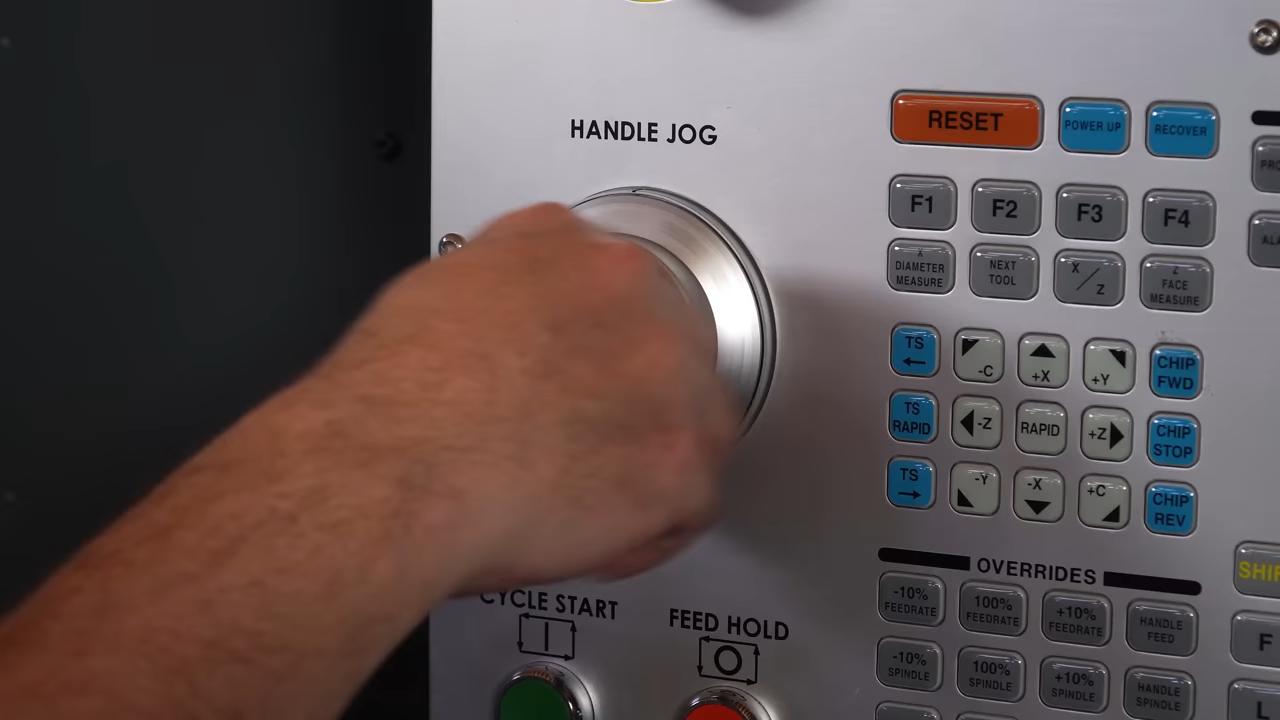 HANDLE JOG
RESET
POWER UP
RECOVER
F1
F2
F3
F4
X
DIAMETER
MEASURE
NEXT
TOOL
X/Z
Z
FACE
MEASURE
TS
←
-C
+X
+Y
CHIP
FWD
TS
RAPID
-Z
RAPID
+Z
CHIP
STOP
TS
→
-Y
-X
+C
CHIP
REV
OVERRIDES
-10%
FEEDRATE
100%
FEEDRATE
+10%
FEEDRATE
HANDLE
FEED
-10%
SPINDLE
100%
SPINDLE
+10%
SPINDLE
HANDLE
SPINDLE
CYCLE START
FEED HOLD
F
L